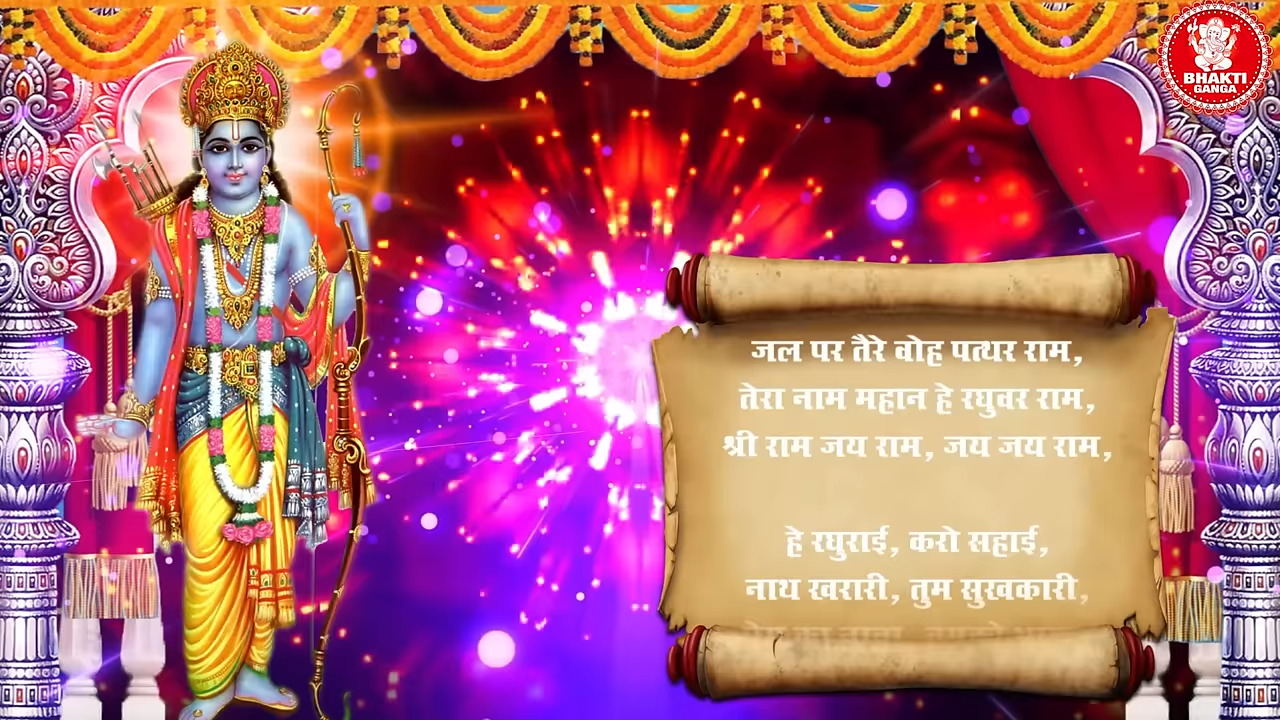 BHAKTI
GANGA
जल पर तैरे वोह पत्थर राम,
तेरा नाम महान हे रघुवर राम,
श्री राम जय राम, जय जय राम,
हे रघुराई, करो सहाई,
नाथ खरारी, तुम सुखकारी,